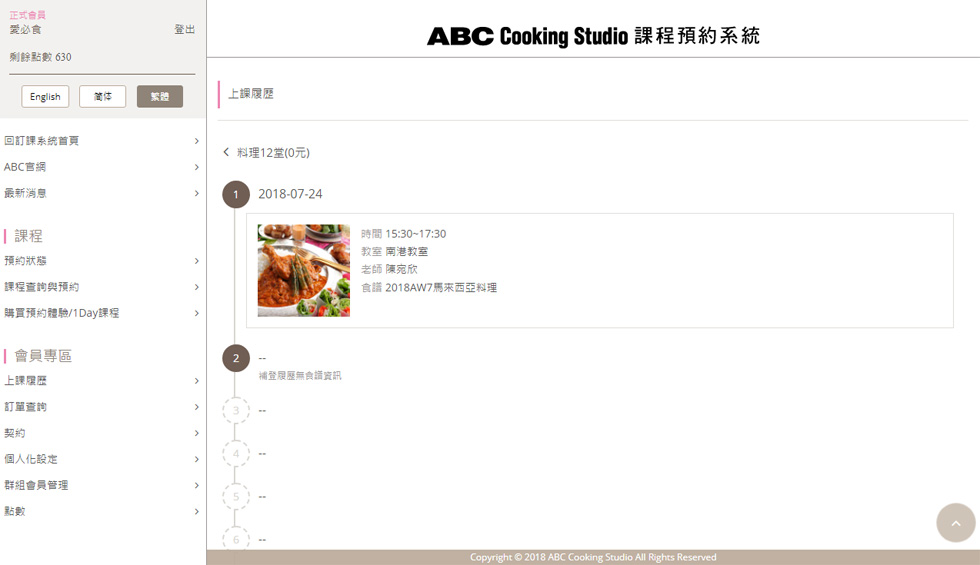 正式會員
愛必食
登出
剩餘點數 630
English
简体
繁體
回訂課系統首頁
ABC官網
最新消息
課程
預約狀態
課程查詢與預約
購買預約體驗/1Day課程
會員專區
上課履歷
訂單查詢
契約
個人化設定
群組會員管理
點數
ABC Cooking Studio 課程預約系統
上課履歷
料理12堂(0元)
1
2018-07-24
時間 15:30~17:30
教室 南港教室
老師 陳宛欣
食譜 2018AW7馬來西亞料理
2
--
補登履歷無食譜資訊
3
--
4
--
5
--
6
--
Copyright © 2018 ABC Cooking Studio All Rights Reserved